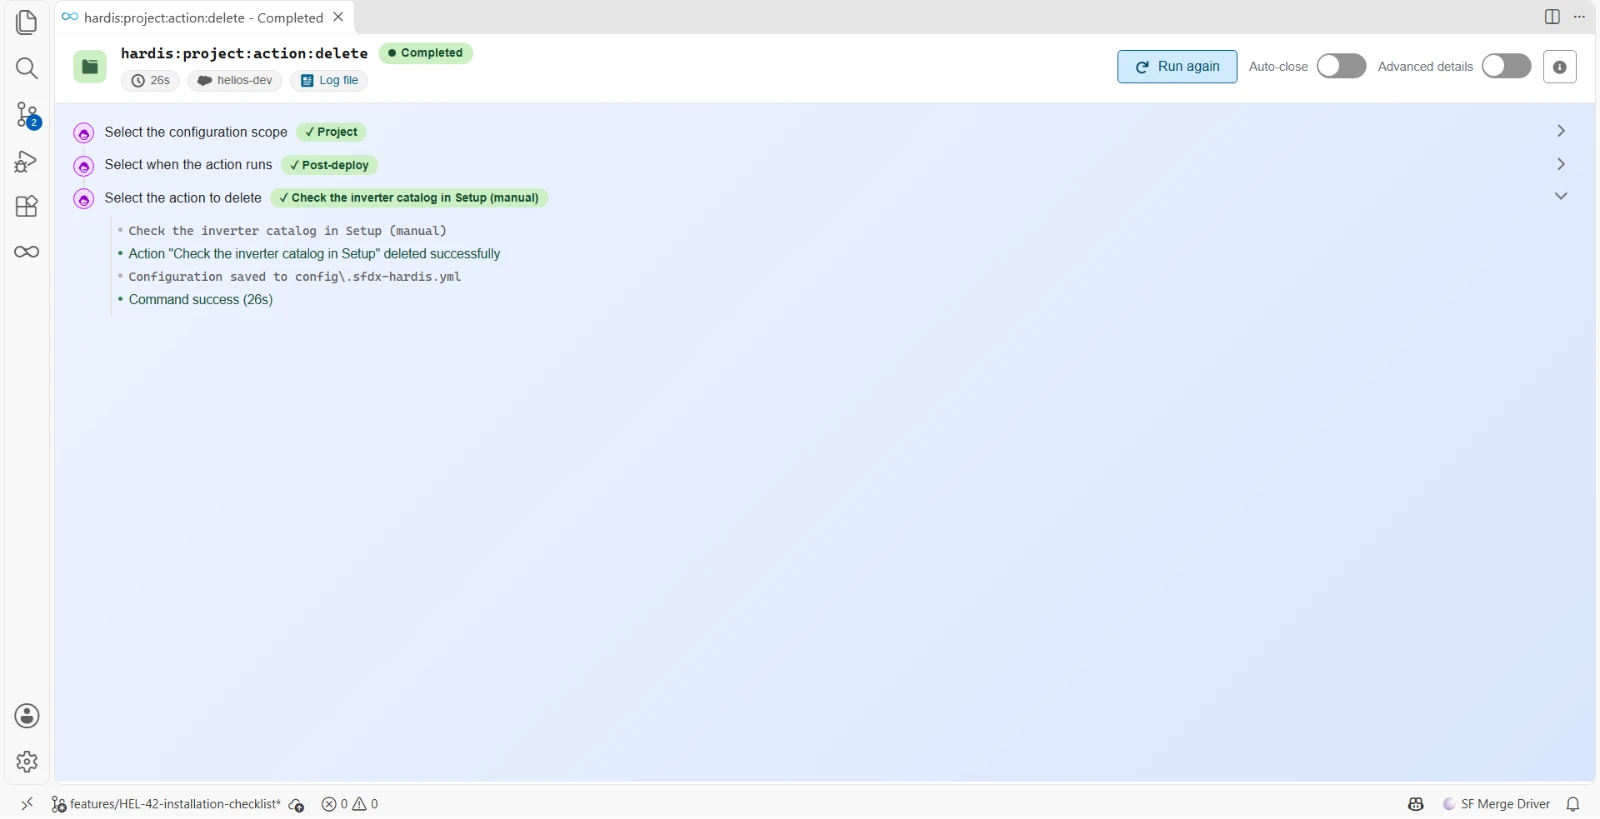 hardis:project:action:delete - Completed
hardis:project:action:delete
Completed
26s
helios-dev
Log file
Run again
Auto-close
Advanced details
Select the configuration scope
✓ Project
Select when the action runs
✓ Post-deploy
Select the action to delete
✓ Check the inverter catalog in Setup (manual)
• Check the inverter catalog in Setup (manual)
• Action "Check the inverter catalog in Setup" deleted successfully
• Configuration saved to config\.sfdx-hardis.yml
• Command success (26s)
2
features/HEL-42-installation-checklist*
0
0
SF Merge Driver